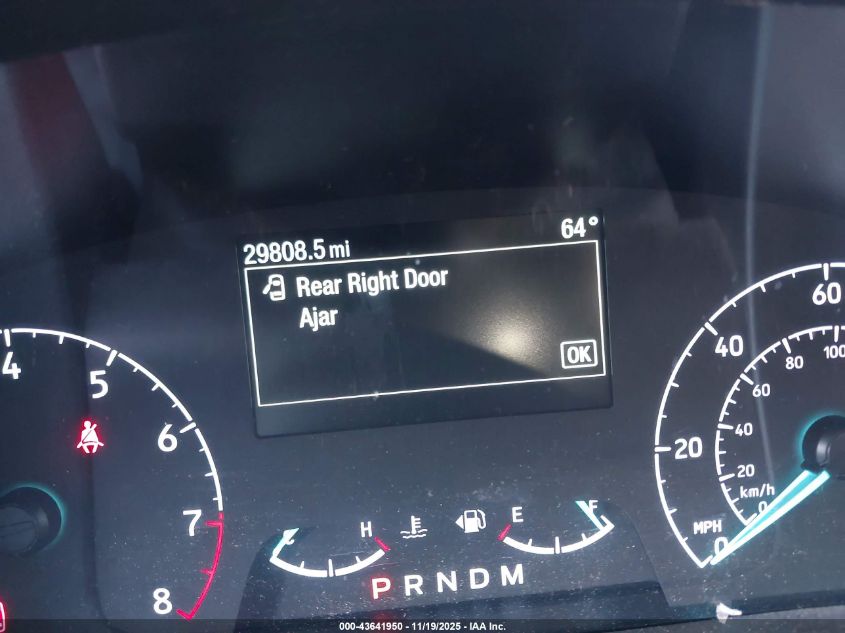 64°
29808.5 mi
Rear Right Door
Ajar
OK
4
5
6
7
8
H
E
F
P R N D M
60
40
20
0
MPH
100
80
60
40
20
0
km/h
000-43641950 - 11/19/2025 - IAA Inc.